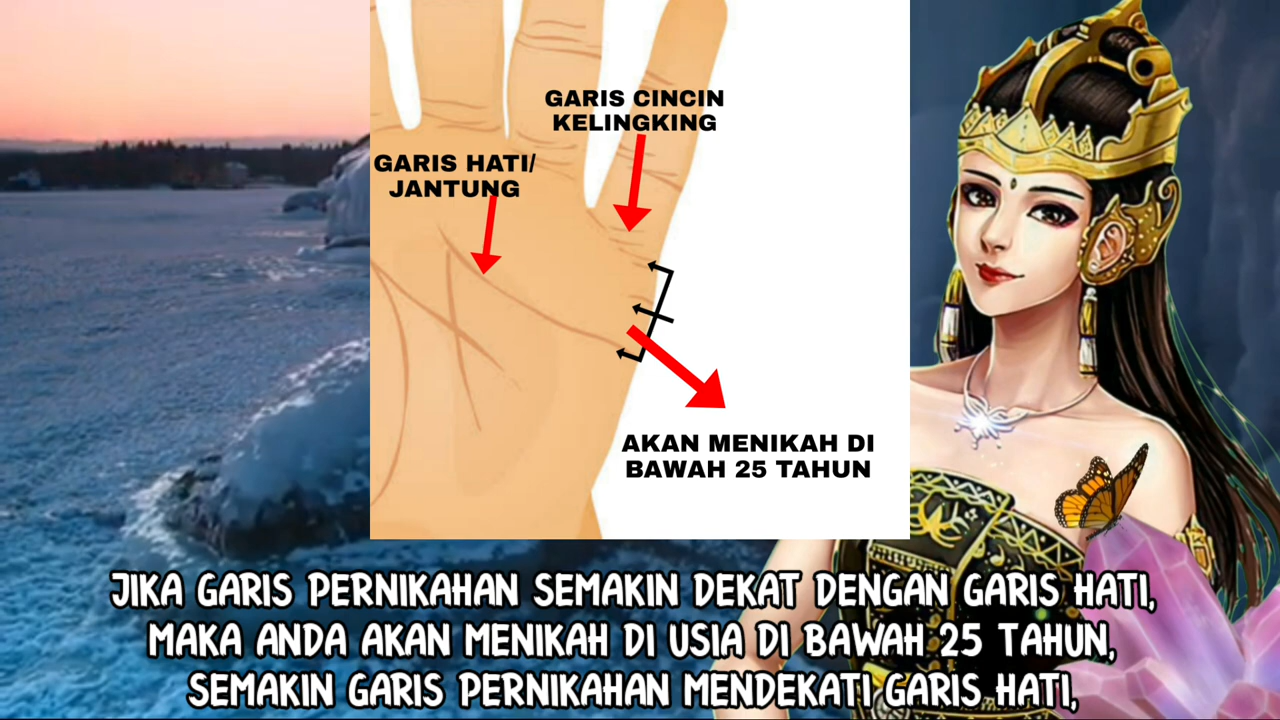 GARIS CINCIN
KELINGKING
GARIS HATI/
JANTUNG
AKAN MENIKAH DI
BAWAH 25 TAHUN
JIKA GARIS PERNIKAHAN SEMAKIN DEKAT DENGAN GARIS HATI,
MAKA ANDA AKAN MENIKAH DI USIA DI BAWAH 25 TAHUN,
SEMAKIN GARIS PERNIKAHAN MENDEKATI GARIS HATI,